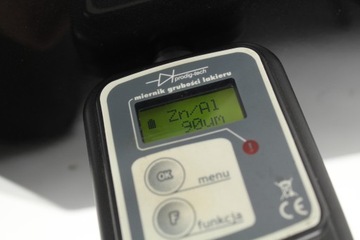 prodig-tech
miernik grubości lakieru
Zn/Al
90um
!
OK
menu
F
funkcja
CE